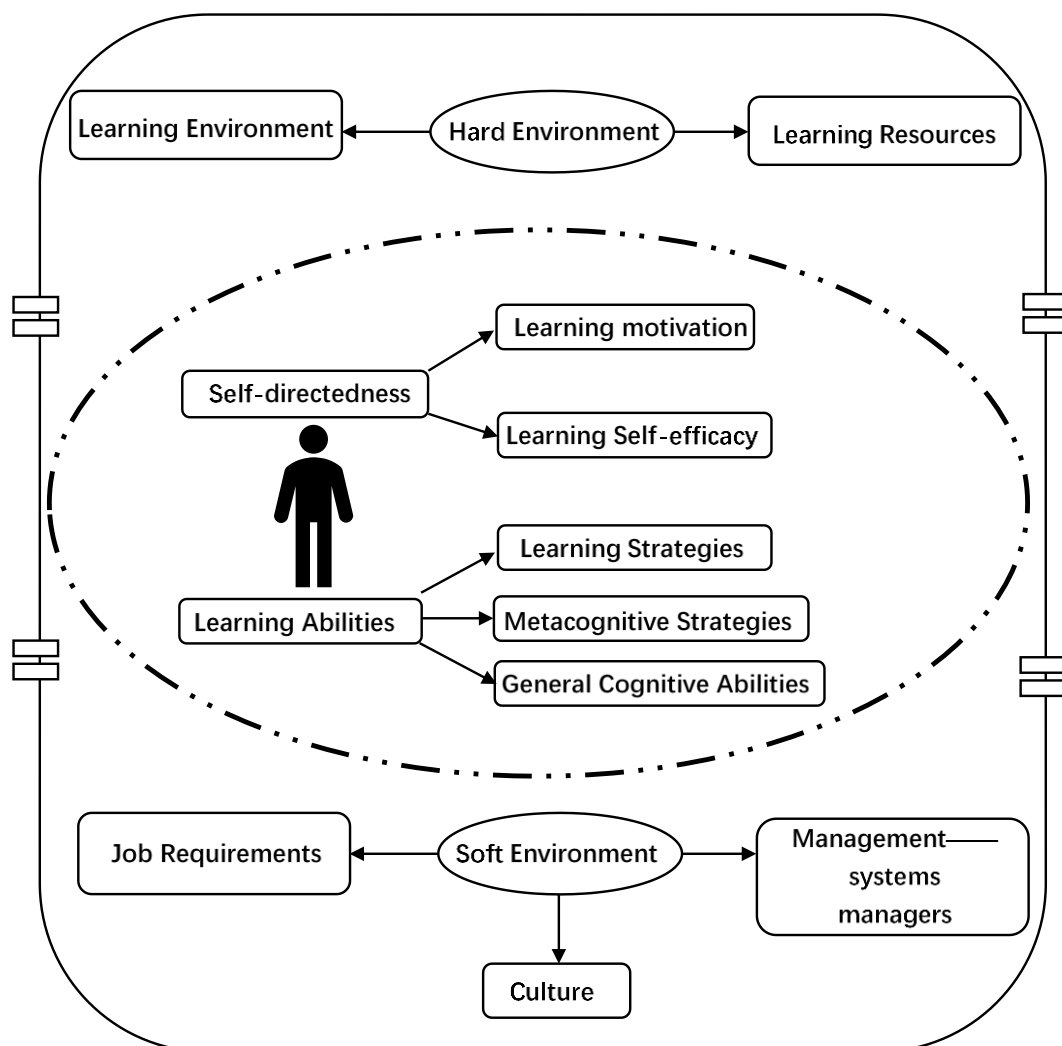 Learning Environment
Hard Environment
Learning Resources
Learning motivation
Self-directedness
Learning Self-efficacy
Learning Strategies
Learning Abilities
Metacognitive Strategies
General Cognitive Abilities
Job Requirements
Soft Environment
Management——
systems
managers
Culture